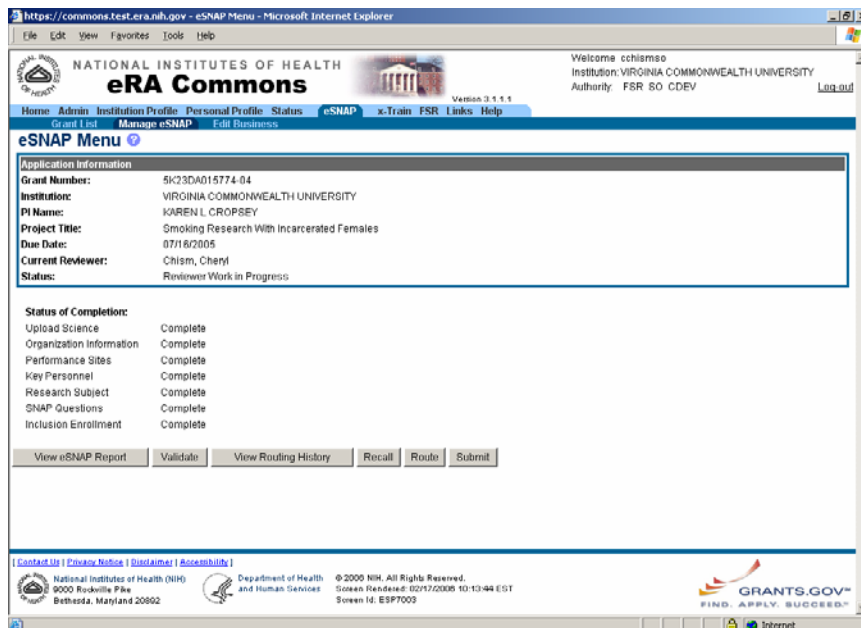 https://commons.test.era.nih.gov - eSNAP Menu - Microsoft Internet Explorer
File Edit View Favorites Tools Help
NATIONAL INSTITUTES OF HEALTH
eRA Commons
Version 3.1.1.1
Welcome cchismso
Institution: VIRGINIA COMMONWEALTH UNIVERSITY
Authority: FSR SO CDEV
Log-out
Home Admin Institution Profile Personal Profile Status eSNAP x-Train FSR Links Help
Grant List Manage eSNAP Edit Business
eSNAP Menu ?
Application Information
Grant Number: 5K23DA015774-04
Institution: VIRGINIA COMMONWEALTH UNIVERSITY
PI Name: KAREN L CROPSEY
Project Title: Smoking Research With Incarcerated Females
Due Date: 07/16/2005
Current Reviewer: Chism, Cheryl
Status: Reviewer Work in Progress
Status of Completion:
Upload Science Complete
Organization Information Complete
Performance Sites Complete
Key Personnel Complete
Research Subject Complete
SNAP Questions Complete
Inclusion Enrollment Complete
View eSNAP Report Validate View Routing History Recall Route Submit
[ Contact Us | Privacy Notice | Disclaimer | Accessibility ]
National Institutes of Health (NIH)
9000 Rockville Pike
Bethesda, Maryland 20892
Department of Health
and Human Services
© 2006 NIH. All Rights Reserved.
Screen Rendered: 02/17/2006 10:13:44 EST
Screen Id: ESP7003
GRANTS.GOV℠
FIND. APPLY. SUCCEED.℠
Internet